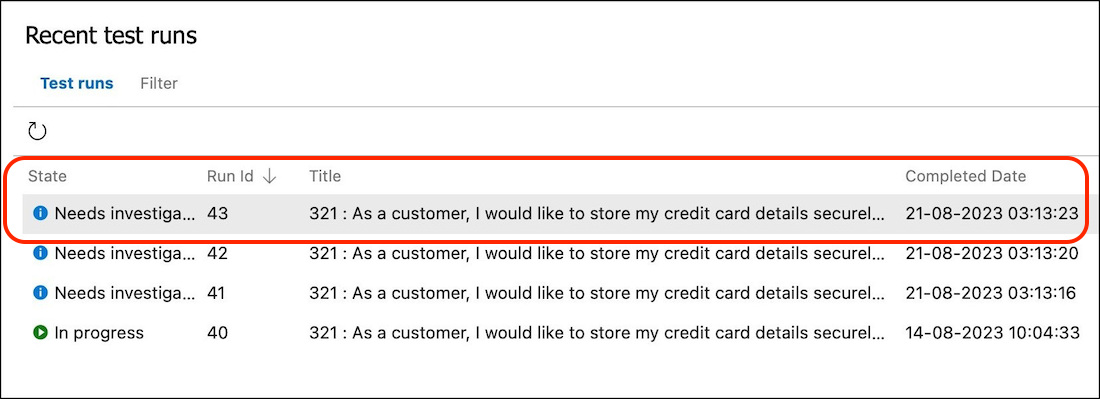 Recent test runs
Test runs Filter
State Run Id Title Completed Date
Needs investiga... 43 321 : As a customer, I would like to store my credit card details securel... 21-08-2023 03:13:23
Needs investiga... 42 321 : As a customer, I would like to store my credit card details securel... 21-08-2023 03:13:20
Needs investiga... 41 321 : As a customer, I would like to store my credit card details securel... 21-08-2023 03:13:16
In progress 40 321 : As a customer, I would like to store my credit card details securel... 14-08-2023 10:04:33